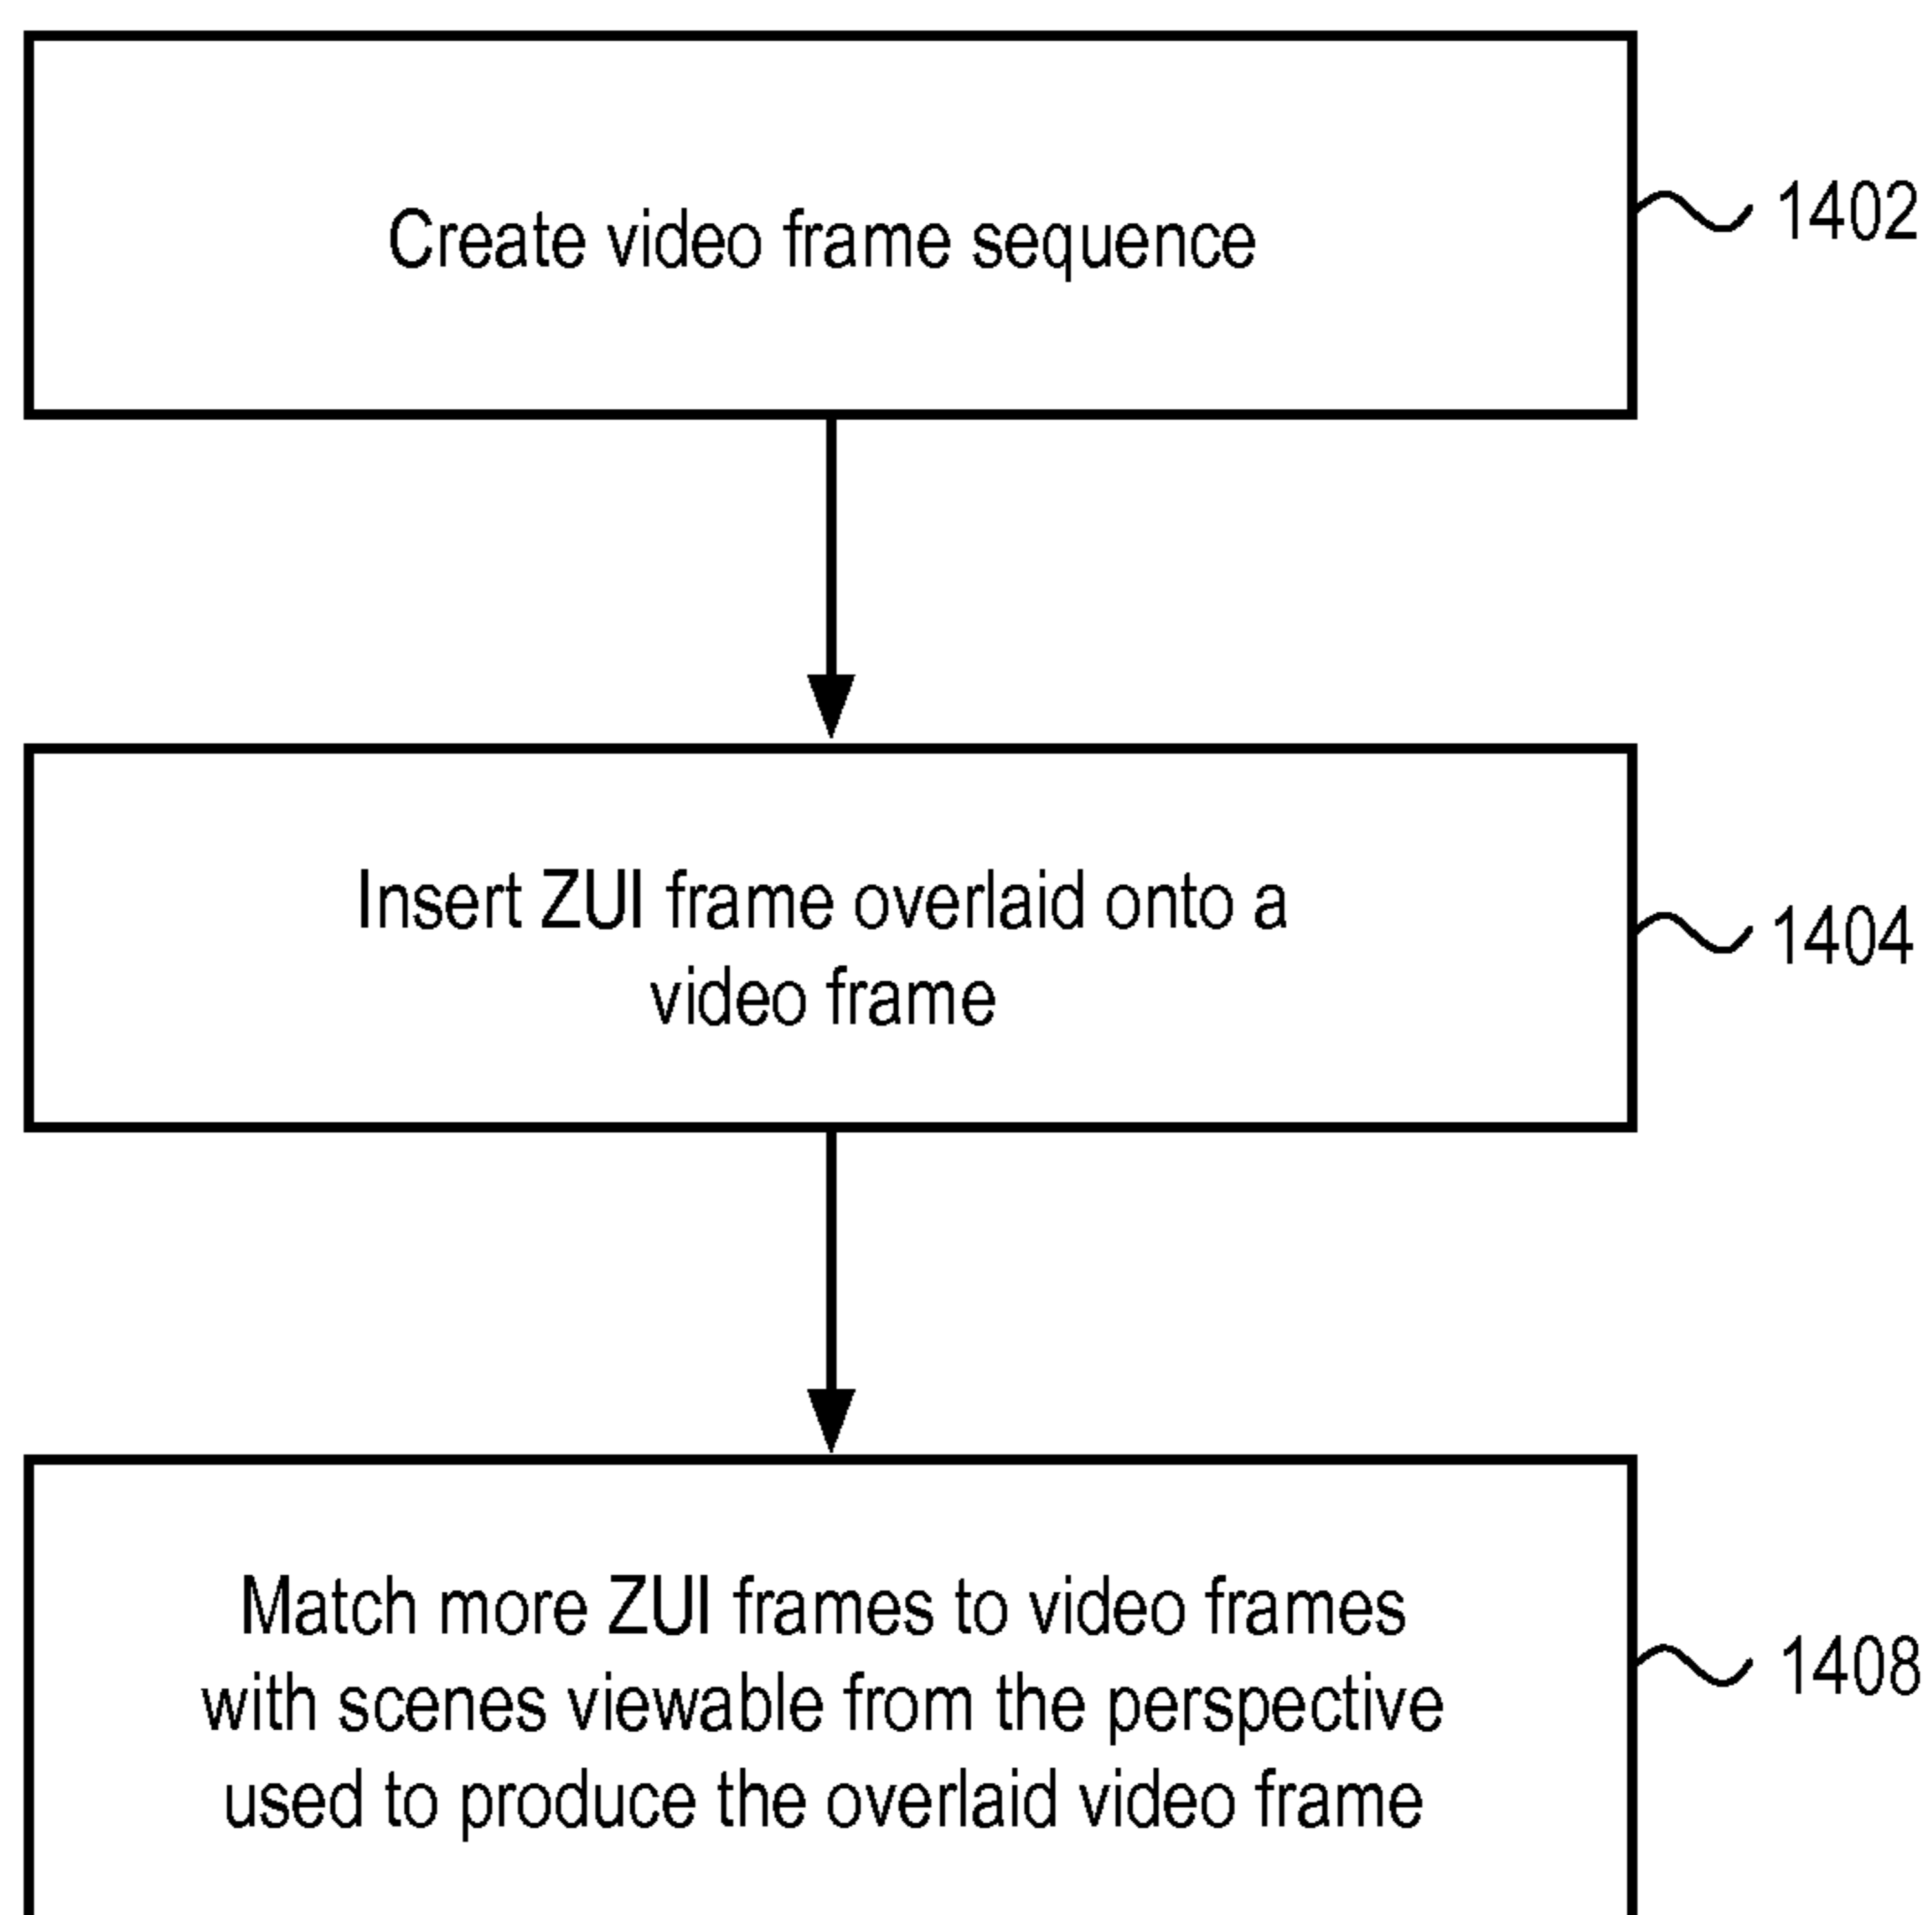 Create video frame sequence
1402
Insert ZUI frame overlaid onto a
video frame
1404
Match more ZUI frames to video frames
with scenes viewable from the perspective
used to produce the overlaid video frame
1408